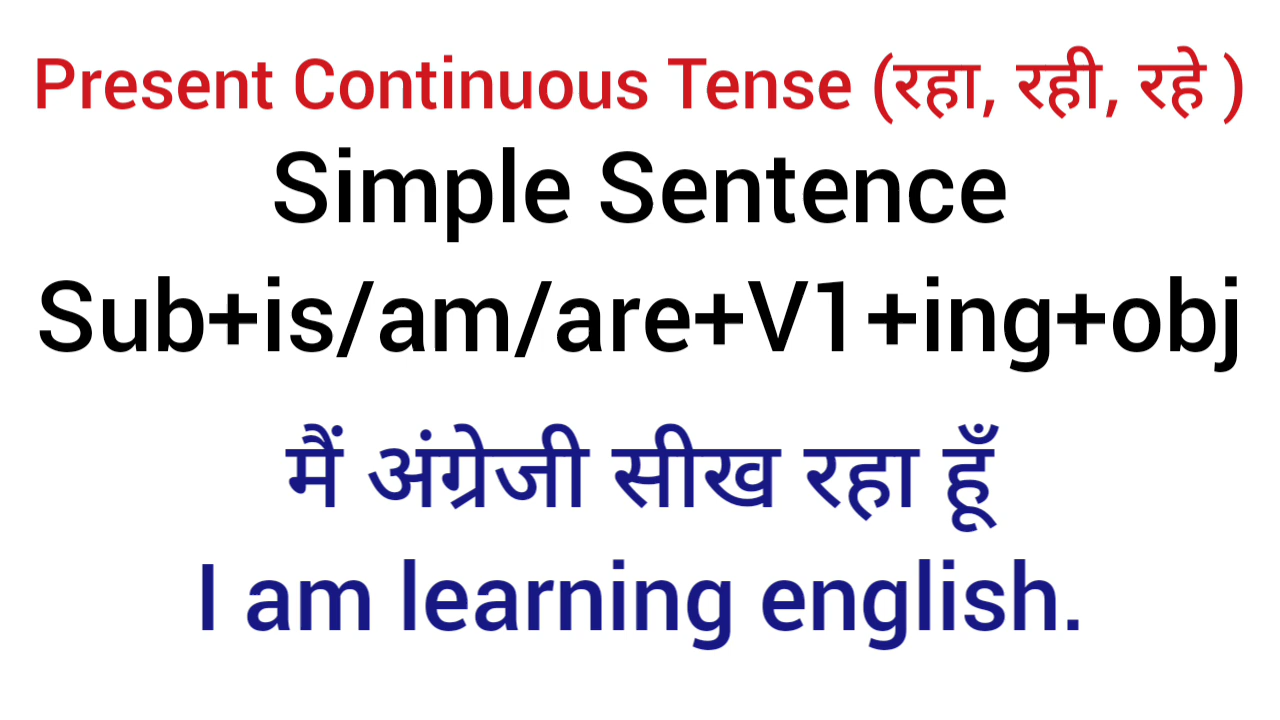 Present Continuous Tense (रहा, रही, रहे )
Simple Sentence
Sub+is/am/are+V1+ing+obj
मैं अंग्रेजी सीख रहा हूँ
I am learning english.